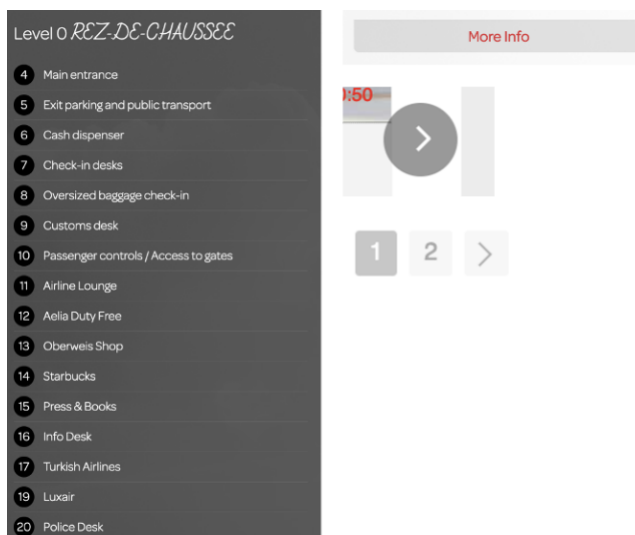 Level 0 REZ-DE-CHAUSSEE
4 Main entrance
5 Exit parking and public transport
6 Cash dispenser
7 Check-in desks
8 Oversized baggage check-in
9 Customs desk
10 Passenger controls / Access to gates
11 Airline Lounge
12 Aelia Duty Free
13 Oberweis Shop
14 Starbucks
15 Press & Books
16 Info Desk
17 Turkish Airlines
19 Luxair
20 Police Desk
More Info
:50
1 2 >